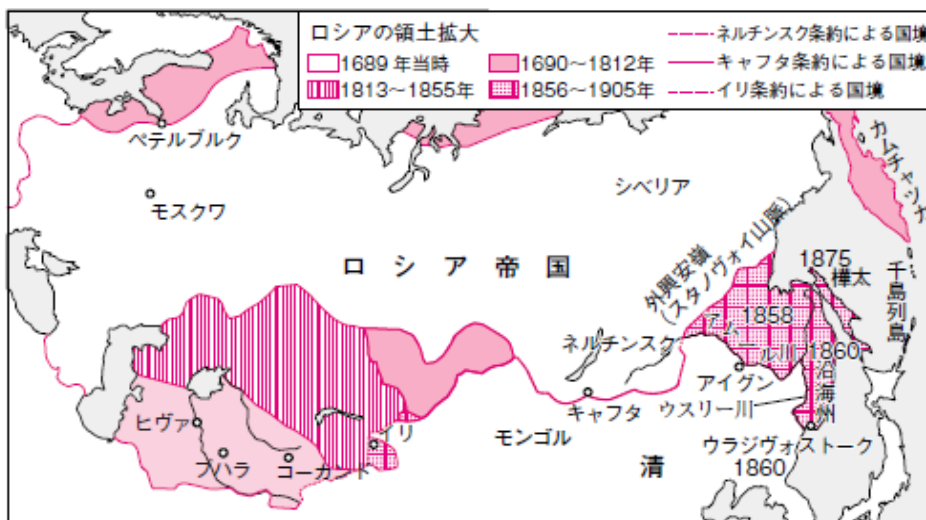 ロシアの領土拡大
1689年当時
1690〜1812年
1813〜1855年
1856〜1905年
ネルチンスク条約による国境
キャフタ条約による国境
イリ条約による国境
ペテルブルク
モスクワ
シベリア
カムチャツカ
ロシア帝国
外興安嶺
(スタノヴォイ山脈)
1875
樺太
千島列島
1858
アムール川
1860
沿海州
ネルチンスク
アイグン
キャフタ
ウスリー川
ヒヴァ
イリ
モンゴル
ウラジヴォストーク
ブハラ
コーカンド
清
1860